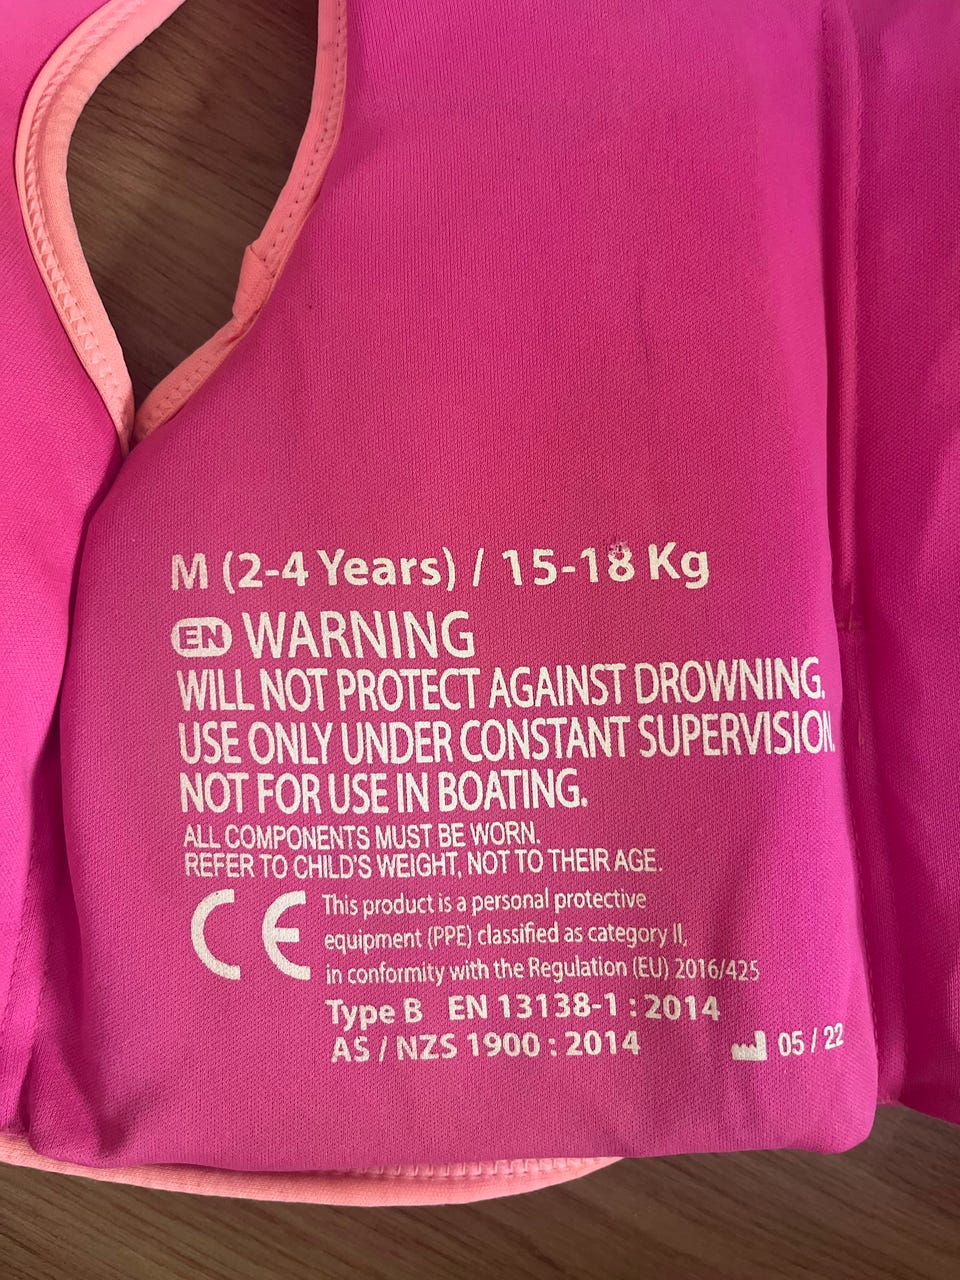 M (2-4 Years) / 15-18 Kg
EN WARNING
WILL NOT PROTECT AGAINST DROWNING.
USE ONLY UNDER CONSTANT SUPERVISION.
NOT FOR USE IN BOATING.
ALL COMPONENTS MUST BE WORN.
REFER TO CHILD'S WEIGHT, NOT TO THEIR AGE.
CE This product is a personal protective
equipment (PPE) classified as category II,
in conformity with the Regulation (EU) 2016/425
Type B EN 13138-1 : 2014
AS / NZS 1900 : 2014
05 / 22